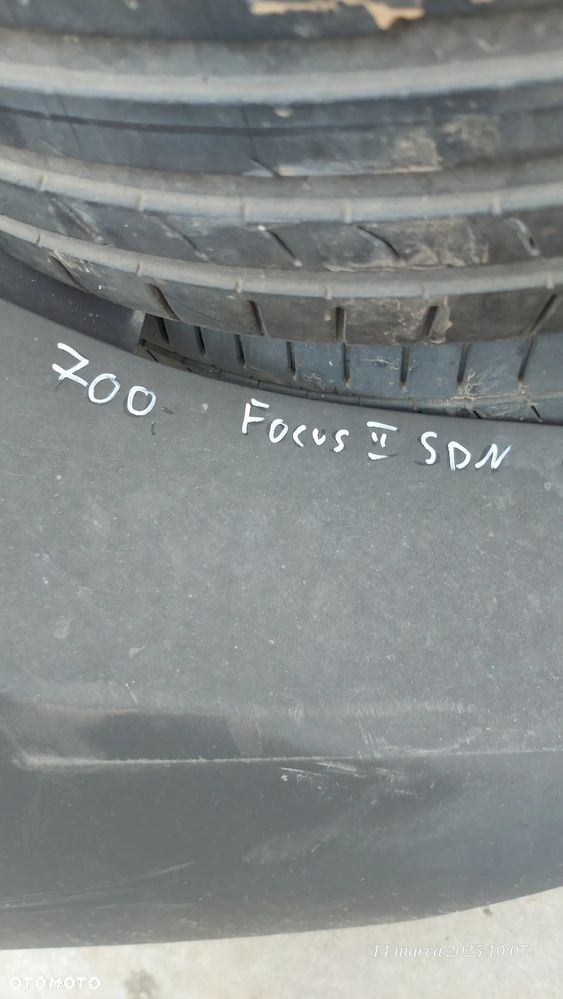 700 Focus II SDN
14 marca 2025 10:07
OTOMOTO